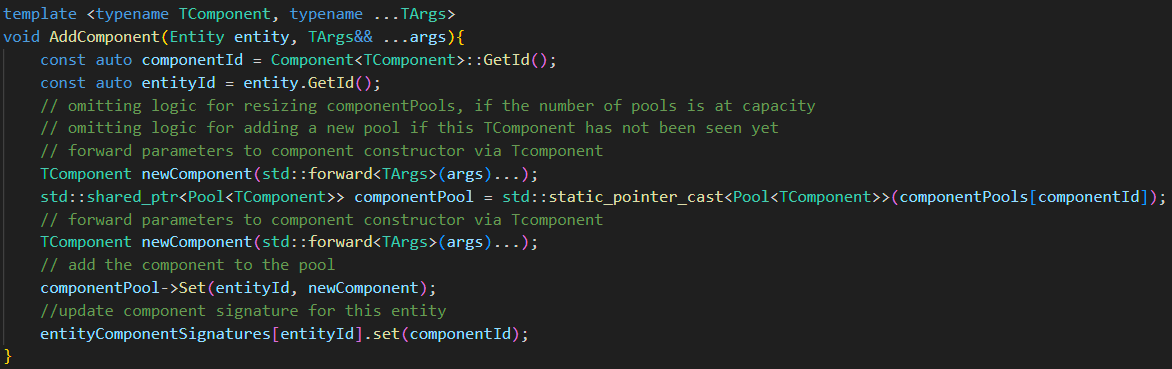 template <typename TComponent, typename ...TArgs>
void AddComponent(Entity entity, TArgs&& ...args){
    const auto componentId = Component<TComponent>::GetId();
    const auto entityId = entity.GetId();
    // omitting logic for resizing componentPools, if the number of pools is at capacity
    // omitting logic for adding a new pool if this TComponent has not been seen yet
    // forward parameters to component constructor via Tcomponent
    TComponent newComponent(std::forward<TArgs>(args)...);
    std::shared_ptr<Pool<TComponent>> componentPool = std::static_pointer_cast<Pool<TComponent>>(componentPools[componentId]);
    // forward parameters to component constructor via Tcomponent
    TComponent newComponent(std::forward<TArgs>(args)...);
    // add the component to the pool
    componentPool->Set(entityId, newComponent);
    //update component signature for this entity
    entityComponentSignatures[entityId].set(componentId);
}